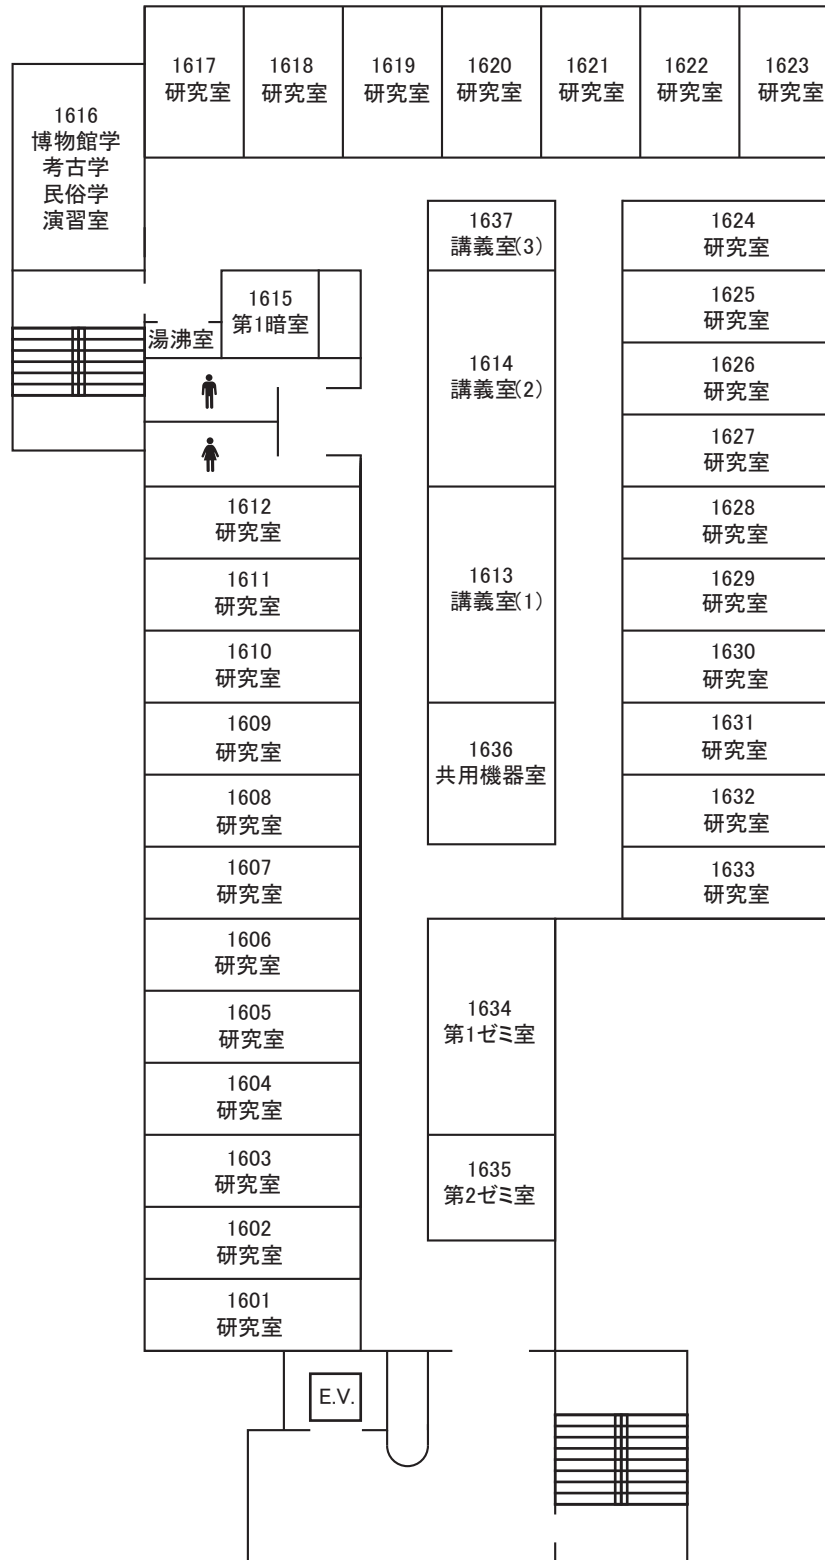 1617
研究室
1618
研究室
1619
研究室
1620
研究室
1621
研究室
1622
研究室
1623
研究室
1616
博物館学
考古学
民俗学
演習室
1637
講義室(3)
1624
研究室
1615
第1暗室
湯沸室
1614
講義室(2)
1625
研究室
1626
研究室
1627
研究室
1612
研究室
1611
研究室
1610
研究室
1609
研究室
1608
研究室
1607
研究室
1606
研究室
1605
研究室
1604
研究室
1603
研究室
1602
研究室
1601
研究室
1613
講義室(1)
1636
共用機器室
1628
研究室
1629
研究室
1630
研究室
1631
研究室
1632
研究室
1633
研究室
1634
第1ゼミ室
1635
第2ゼミ室
E.V.